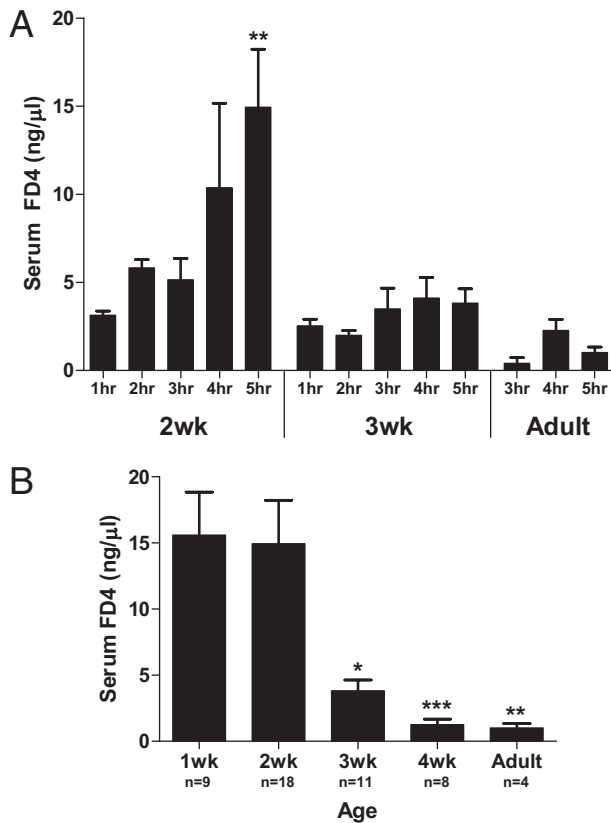 A
Serum FD4 (ng/µl)
20
15
10
5
0
**
1hr 2hr 3hr 4hr 5hr 1hr 2hr 3hr 4hr 5hr 3hr 4hr 5hr
2wk 3wk Adult
B
Serum FD4 (ng/µl)
20
15
10
5
0
* *** **
1wk 2wk 3wk 4wk Adult
n=9 n=18 n=11 n=8 n=4
Age